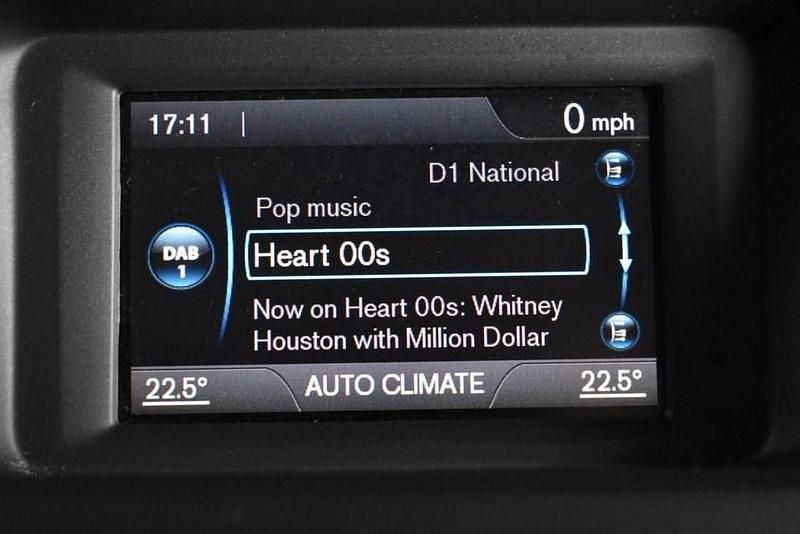 17:11 | 0 mph
D1 National
Pop music
DAB
1
Heart 00s
Now on Heart 00s: Whitney
Houston with Million Dollar
22.5° AUTO CLIMATE 22.5°